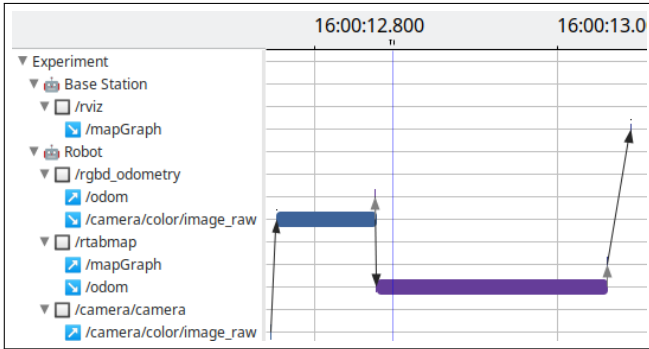 16:00:12.800 16:00:13.0
Experiment
Base Station
/rviz
/mapGraph
Robot
/rgbd_odometry
/odom
/camera/color/image_raw
/rtabmap
/mapGraph
/odom
/camera/camera
/camera/color/image_raw